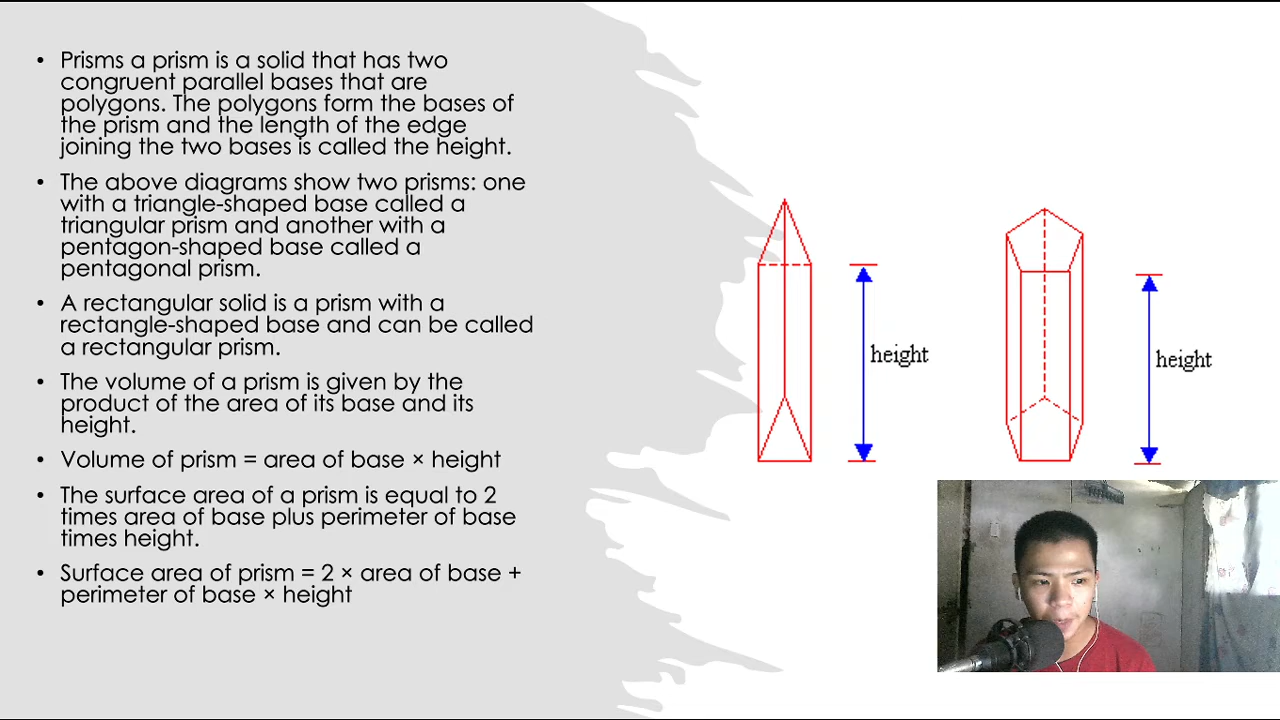 • Prisms a prism is a solid that has two
congruent parallel bases that are
polygons. The polygons form the bases of
the prism and the length of the edge
joining the two bases is called the height.
• The above diagrams show two prisms: one
with a triangle-shaped base called a
triangular prism and another with a
pentagon-shaped base called a
pentagonal prism.
• A rectangular solid is a prism with a
rectangle-shaped base and can be called
a rectangular prism.
• The volume of a prism is given by the
product of the area of its base and its
height.
• Volume of prism = area of base × height
• The surface area of a prism is equal to 2
times area of base plus perimeter of base
times height.
• Surface area of prism = 2 × area of base +
perimeter of base × height
height
height